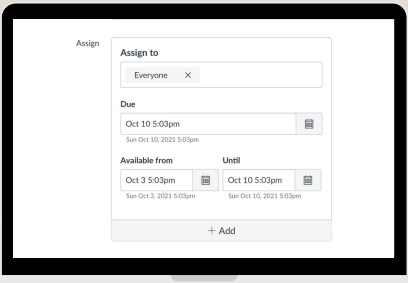 Assign
Assign to
Everyone ×
Due
Oct 10 5:03pm
Sun Oct 10, 2021 5:03pm
Available from Until
Oct 3 5:03pm Oct 10 5:03pm
Sun Oct 3, 2021 5:03pm Sun Oct 10, 2021 5:03pm
+ Add